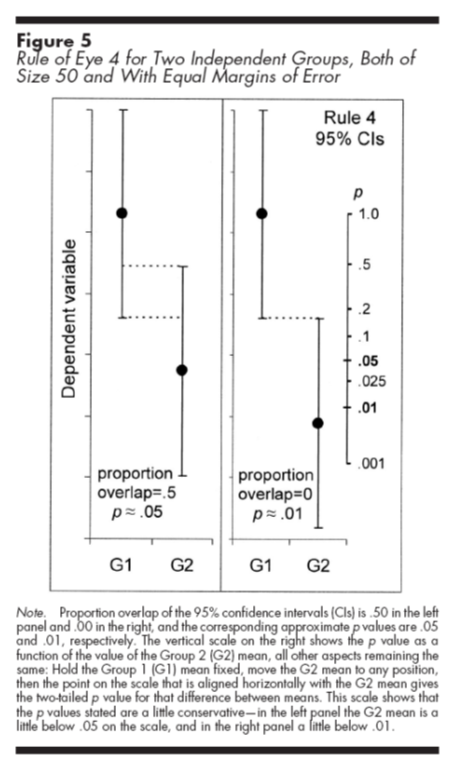 Figure 5
Rule of Eye 4 for Two Independent Groups, Both of
Size 50 and With Equal Margins of Error
Rule 4
95% CIs
p
1.0
.5
.2
.1
.05
.025
.01
.001
Dependent variable
proportion
overlap=.5
p ≈ .05
proportion
overlap=0
p ≈ .01
G1
G2
G1
G2
Note. Proportion overlap of the 95% confidence intervals (CIs) is .50 in the left
panel and .00 in the right, and the corresponding approximate p values are .05
and .01, respectively. The vertical scale on the right shows the p value as a
function of the value of the Group 2 (G2) mean, all other aspects remaining the
same: Hold the Group 1 (G1) mean fixed, move the G2 mean to any position,
then the point on the scale that is aligned horizontally with the G2 mean gives
the two-tailed p value for that difference between means. This scale shows that
the p values stated are a little conservative—in the left panel the G2 mean is a
little below .05 on the scale, and in the right panel a little below .01.